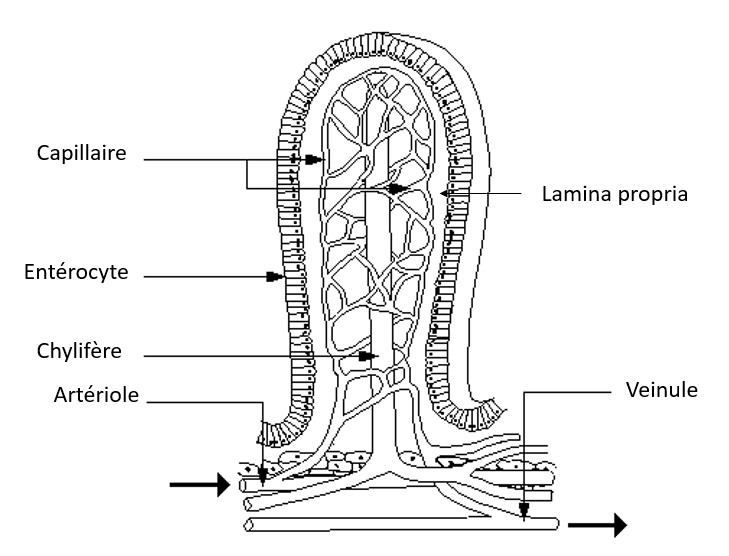 Capillaire
Lamina propria
Entérocyte
Chylifère
Artériole
Veinule